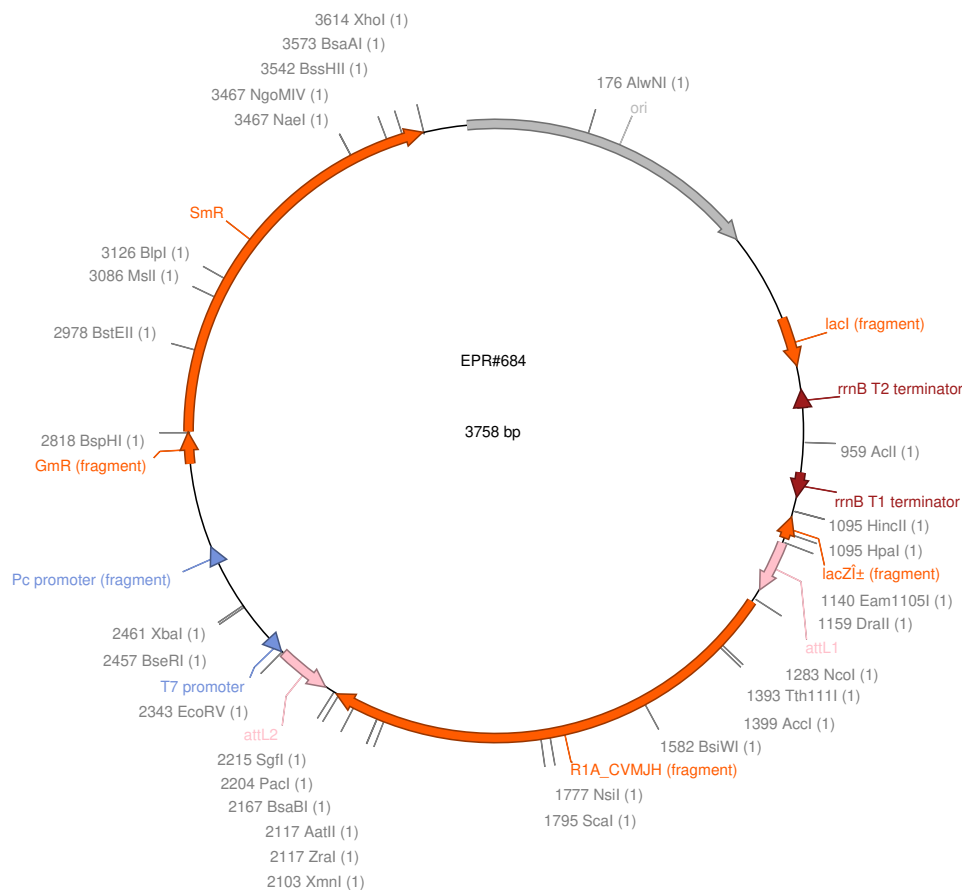 3614 XhoI (1)
3573 BsaAI (1)
3542 BssHII (1)
3467 NgoMIV (1)
3467 NaeI (1)
176 AlwNI (1)
ori
SmR
3126 BlpI (1)
3086 MslI (1)
2978 BstEII (1)
lacI (fragment)
EPR#684
rrnB T2 terminator
3758 bp
2818 BspHI (1)
GmR (fragment)
959 AclI (1)
rrnB T1 terminator
1095 HincII (1)
1095 HpaI (1)
lacZÎ± (fragment)
Pc promoter (fragment)
1140 Eam1105I (1)
1159 DraII (1)
attL1
2461 XbaI (1)
2457 BseRI (1)
T7 promoter
2343 EcoRV (1)
attL2
1283 NcoI (1)
1393 Tth111I (1)
1399 AccI (1)
1582 BsiWI (1)
R1A_CVMJH (fragment)
2215 SgfI (1)
2204 PacI (1)
2167 BsaBI (1)
2117 AatII (1)
2117 ZraI (1)
2103 XmnI (1)
1777 NsiI (1)
1795 ScaI (1)